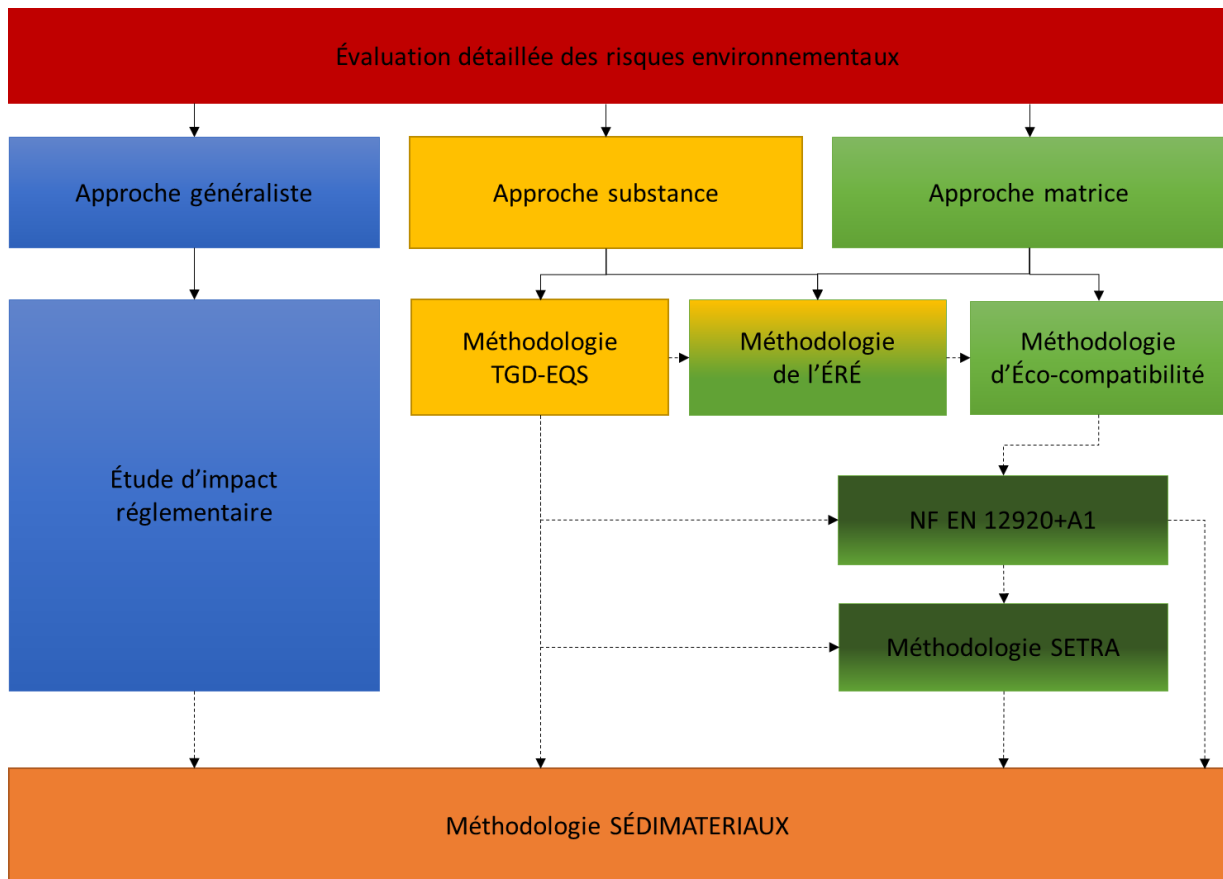 Évaluation détaillée des risques environnementaux
Approche généraliste
Approche substance
Approche matrice
Méthodologie
TGD-EQS
Méthodologie
de l’ÉRÉ
Méthodologie
d’Éco-compatibilité
Étude d’impact
réglementaire
NF EN 12920+A1
Méthodologie SETRA
Méthodologie SÉDIMATERIAUX